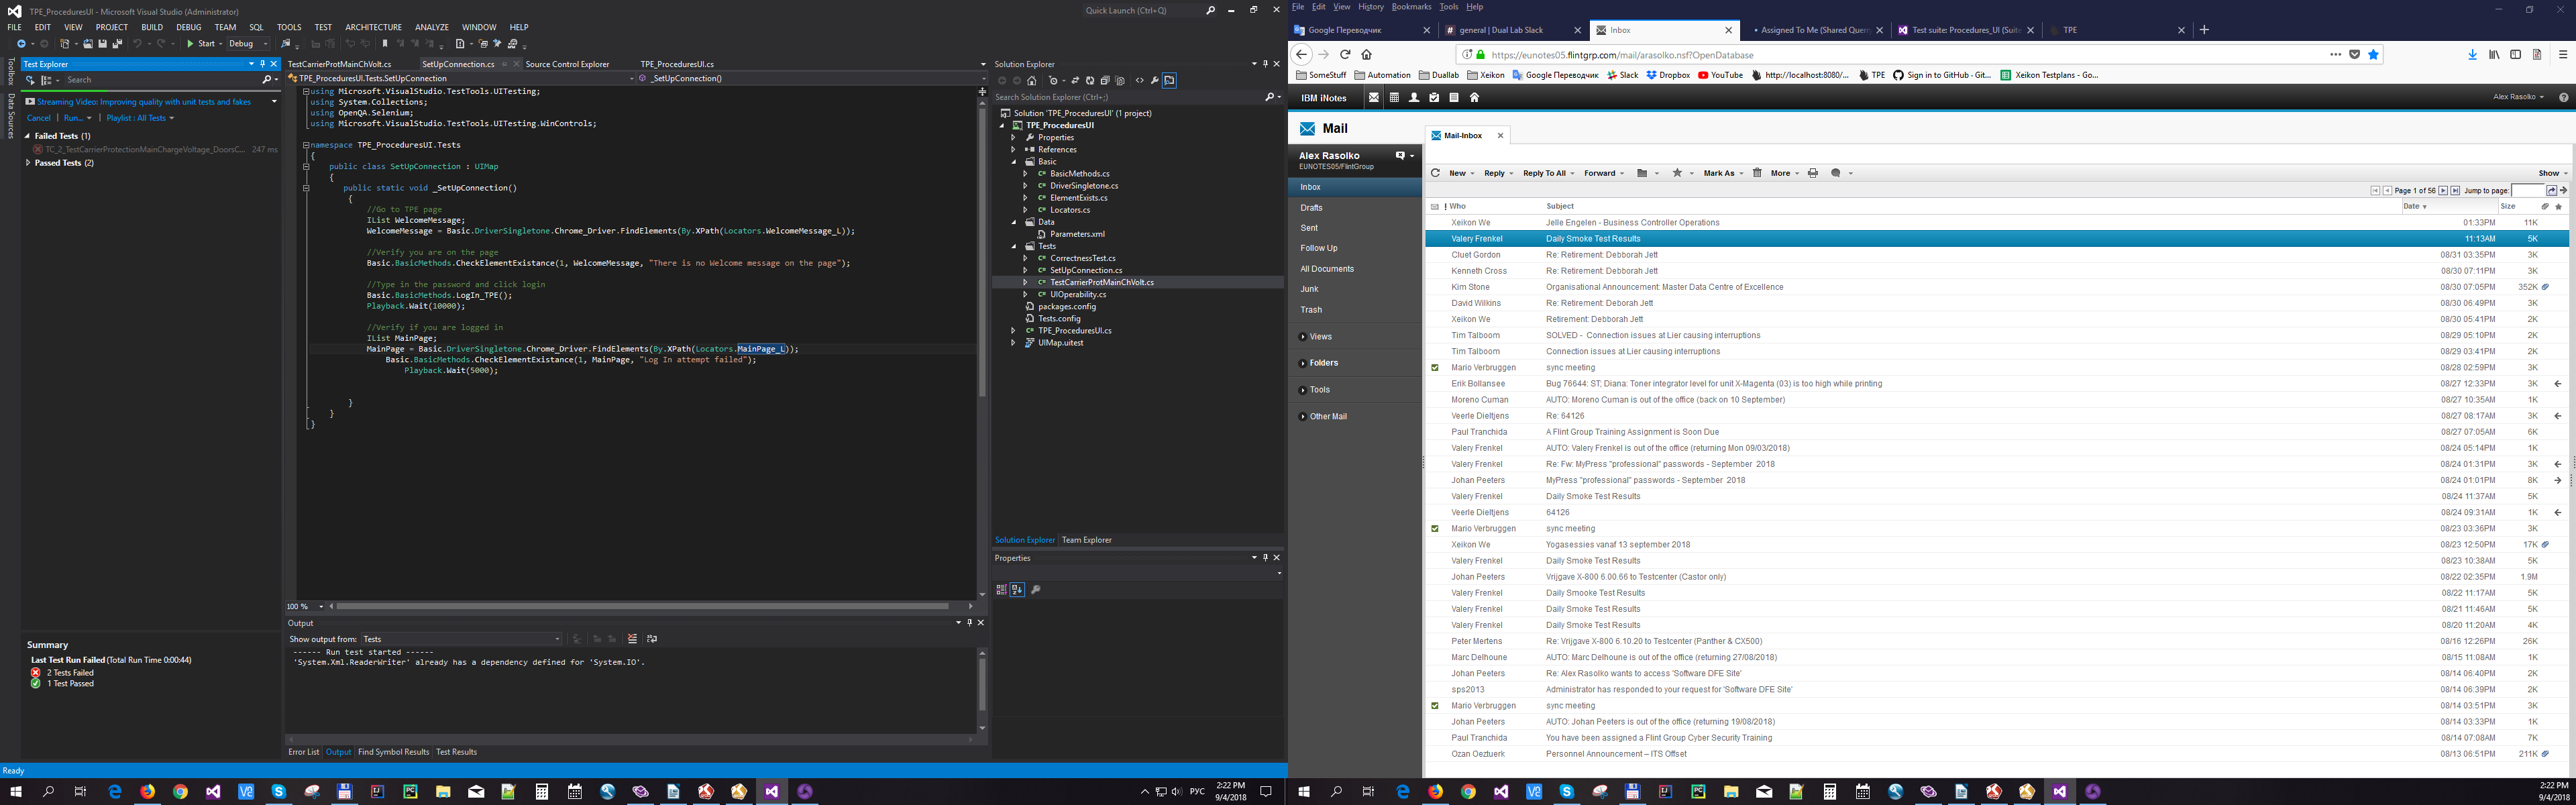 TPE_ProceduresUI - Microsoft Visual Studio (Administrator)
Quick Launch (Ctrl+Q)
FILE EDIT VIEW PROJECT BUILD DEBUG TEAM SQL TOOLS TEST ARCHITECTURE ANALYZE WINDOW HELP
Start Debug
Toolbox
Data Sources
Test Explorer
Search
Streaming Video: Improving quality with unit tests and fakes
Cancel | Run... | Playlist : All Tests
Failed Tests (1)
TC_2_TestCarrierProtectionMainChargeVoltage_DoorsC... 247 ms
Passed Tests (2)
Summary
Last Test Run Failed (Total Run Time 0:00:44)
2 Tests Failed
1 Test Passed
TestCarrierProtMainChVolt.cs SetUpConnection.cs Source Control Explorer TPE_ProceduresUI.cs
TPE_ProceduresUI.Tests.SetUpConnection _SetUpConnection()
using Microsoft.VisualStudio.TestTools.UITesting;
using System.Collections;
using OpenQA.Selenium;
using Microsoft.VisualStudio.TestTools.UITesting.WinControls;
namespace TPE_ProceduresUI.Tests
{
public class SetUpConnection : UIMap
{
public static void _SetUpConnection()
{
//Go to TPE page
IList WelcomeMessage;
WelcomeMessage = Basic.DriverSingletone.Chrome_Driver.FindElements(By.XPath(Locators.WelcomeMessage_L));
//Verify you are on the page
Basic.BasicMethods.CheckElementExistance(1, WelcomeMessage, "There is no Welcome message on the page");
//Type in the password and click login
Basic.BasicMethods.LogIn_TPE();
Playback.Wait(10000);
//Verify if you are logged in
IList MainPage;
MainPage = Basic.DriverSingletone.Chrome_Driver.FindElements(By.XPath(Locators.MainPage_L));
Basic.BasicMethods.CheckElementExistance(1, MainPage, "Log In attempt failed");
Playback.Wait(5000);
}
}
}
100 %
Output
Show output from: Tests
------ Run test started ------
'System.Xml.ReaderWriter' already has a dependency defined for 'System.IO'.
Error List Output Find Symbol Results Test Results
Ready
Solution Explorer
Search Solution Explorer (Ctrl+;)
Solution 'TPE_ProceduresUI' (1 project)
TPE_ProceduresUI
Properties
References
Basic
BasicMethods.cs
DriverSingletone.cs
ElementExists.cs
Locators.cs
Data
Parameters.xml
Tests
CorrectnessTest.cs
SetUpConnection.cs
TestCarrierProtMainChVolt.cs
UIOperability.cs
packages.config
Tests.config
TPE_ProceduresUI.cs
UIMap.uitest
Solution Explorer Team Explorer
Properties
РУС 2:22 PM
9/4/2018
File Edit View History Bookmarks Tools Help
Google Переводчик general | Dual Lab Slack Inbox Assigned To Me (Shared Quer Test suite: Procedures_UI (Suite TPE
https://eunotes05.flintgrp.com/mail/arasolko.nsf?OpenDatabase
SomeStuff Automation Duallab Xeikon Google Переводчик Slack Dropbox YouTube http://localhost:8080/... TPE Sign in to GitHub · Git... Xeikon Testplans - Go...
IBM iNotes
Alex Rasolko
Mail
Mail-Inbox
Alex Rasolko
EUNOTES05/FlintGroup
Inbox
Drafts
Sent
Follow Up
All Documents
Junk
Trash
Views
Folders
Tools
Other Mail
New Reply Reply To All Forward Mark As More Show
Page 1 of 56 Jump to page:
! Who Subject Date Size
Xeikon We Jelle Engelen - Business Controller Operations 01:33PM 11K
Valery Frenkel Daily Smoke Test Results 11:13AM 5K
Cluet Gordon Re: Retirement: Debborah Jett 08/31 03:35PM 3K
Kenneth Cross Re: Retirement: Debborah Jett 08/30 07:11PM 3K
Kim Stone Organisational Announcement: Master Data Centre of Excellence 08/30 07:05PM 352K
David Wilkins Re: Retirement: Deborah Jett 08/30 06:49PM 3K
Xeikon We Retirement: Debborah Jett 08/30 05:41PM 2K
Tim Talboom SOLVED - Connection issues at Lier causing interruptions 08/29 05:10PM 2K
Tim Talboom Connection issues at Lier causing interruptions 08/29 03:41PM 2K
Mario Verbruggen sync meeting 08/28 02:59PM 3K
Erik Bollansee Bug 76644: ST; Diana: Toner integrator level for unit X-Magenta (03) is too high while printing 08/27 12:33PM 3K
Moreno Cuman AUTO: Moreno Cuman is out of the office (back on 10 September) 08/27 10:35AM 1K
Veerle Dieltjens Re: 64126 08/27 08:17AM 3K
Paul Tranchida A Flint Group Training Assignment is Soon Due 08/27 07:05AM 6K
Valery Frenkel AUTO: Valery Frenkel is out of the office (returning Mon 09/03/2018) 08/24 05:14PM 1K
Valery Frenkel Re: Fw: MyPress "professional" passwords - September 2018 08/24 01:31PM 3K
Johan Peeters MyPress "professional" passwords - September 2018 08/24 01:01PM 8K
Valery Frenkel Daily Smoke Test Results 08/24 11:37AM 5K
Veerle Dieltjens 64126 08/24 09:31AM 1K
Mario Verbruggen sync meeting 08/23 03:36PM 3K
Xeikon We Yogasessies vanaf 13 september 2018 08/23 12:50PM 17K
Valery Frenkel Daily Smoke Test Results 08/23 10:38AM 5K
Johan Peeters Vrijgave X-800 6.00.66 to Testcenter (Castor only) 08/22 02:35PM 1.9M
Valery Frenkel Daily Smooke Test Results 08/22 11:17AM 5K
Valery Frenkel Daily Smoke Test Results 08/21 11:46AM 5K
Valery Frenkel Daily Smoke Test Results 08/20 11:20AM 4K
Peter Mertens Re: Vrijgave X-800 6.10.20 to Testcenter (Panther & CX500) 08/16 12:26PM 26K
Marc Delhoune AUTO: Marc Delhoune is out of the office (returning 27/08/2018) 08/15 11:08AM 1K
Johan Peeters Re: Alex Rasolko wants to access 'Software DFE Site' 08/14 06:40PM 2K
sps2013 Administrator has responded to your request for 'Software DFE Site' 08/14 06:39PM 2K
Mario Verbruggen sync meeting 08/14 03:51PM 3K
Johan Peeters AUTO: Johan Peeters is out of the office (returning 19/08/2018) 08/14 03:33PM 1K
Paul Tranchida You have been assigned a Flint Group Cyber Security Training 08/14 07:08AM 7K
Ozan Oeztuerk Personnel Announcement – ITS Offset 08/13 06:51PM 211K
2:22 PM
9/4/2018